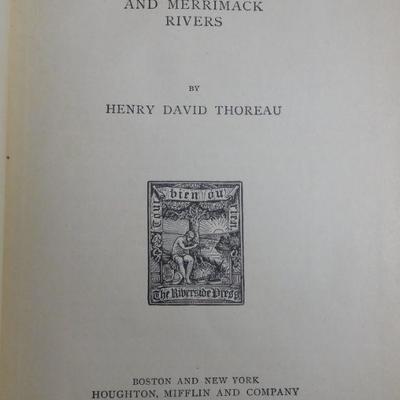 AND MERRIMACK
RIVERS
BY
HENRY DAVID THOREAU
Tout bien ou rien
The Riverside Press
BOSTON AND NEW YORK
HOUGHTON, MIFFLIN AND COMPANY